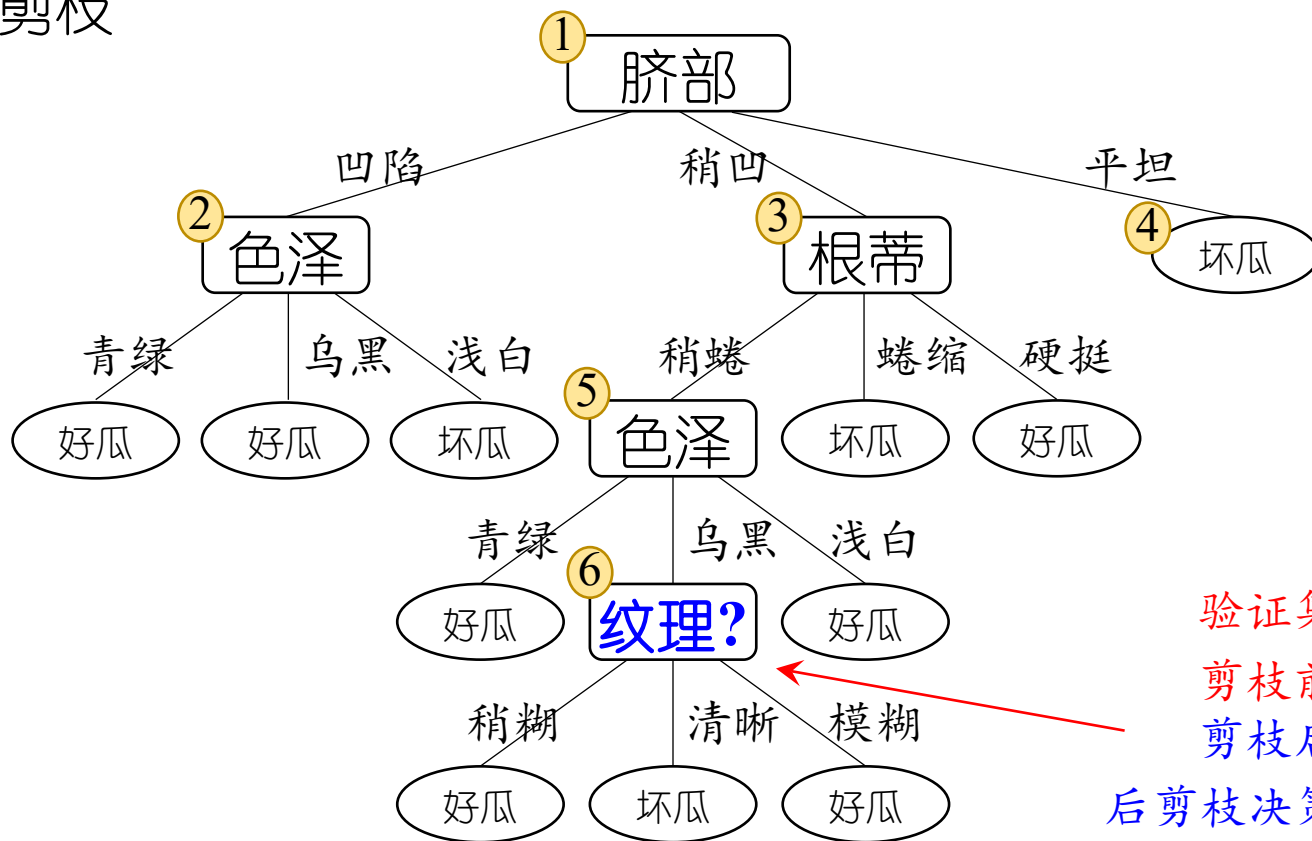 剪枝
1
脐部
凹陷 稍凹 平坦
2 3 4
色泽 根蒂 坏瓜
青绿 乌黑 浅白 稍蜷 蜷缩 硬挺
5
好瓜 好瓜 坏瓜 色泽 坏瓜 好瓜
青绿 乌黑 浅白
6
好瓜 纹理? 好瓜
验证集
剪枝前
稍糊 清晰 模糊
剪枝后
好瓜 坏瓜 好瓜
后剪枝决策